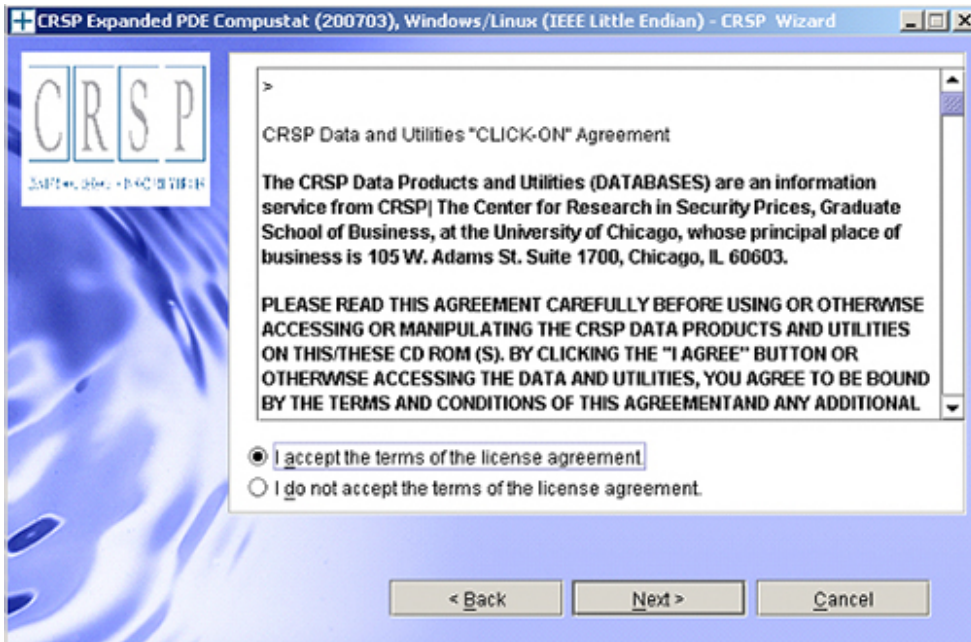 CRSP Expanded PDE Compustat (200703), Windows/Linux (IEEE Little Endian) - CRSP Wizard
CRSP
>
CRSP Data and Utilities "CLICK-ON" Agreement
The CRSP Data Products and Utilities (DATABASES) are an information
service from CRSP| The Center for Research in Security Prices, Graduate
School of Business, at the University of Chicago, whose principal place of
business is 105 W. Adams St. Suite 1700, Chicago, IL 60603.
PLEASE READ THIS AGREEMENT CAREFULLY BEFORE USING OR OTHERWISE
ACCESSING OR MANIPULATING THE CRSP DATA PRODUCTS AND UTILITIES
ON THIS/THESE CD ROM (S). BY CLICKING THE "I AGREE" BUTTON OR
OTHERWISE ACCESSING THE DATA AND UTILITIES, YOU AGREE TO BE BOUND
BY THE TERMS AND CONDITIONS OF THIS AGREEMENTAND ANY ADDITIONAL
I accept the terms of the license agreement.
I do not accept the terms of the license agreement.
< Back
Next >
Cancel